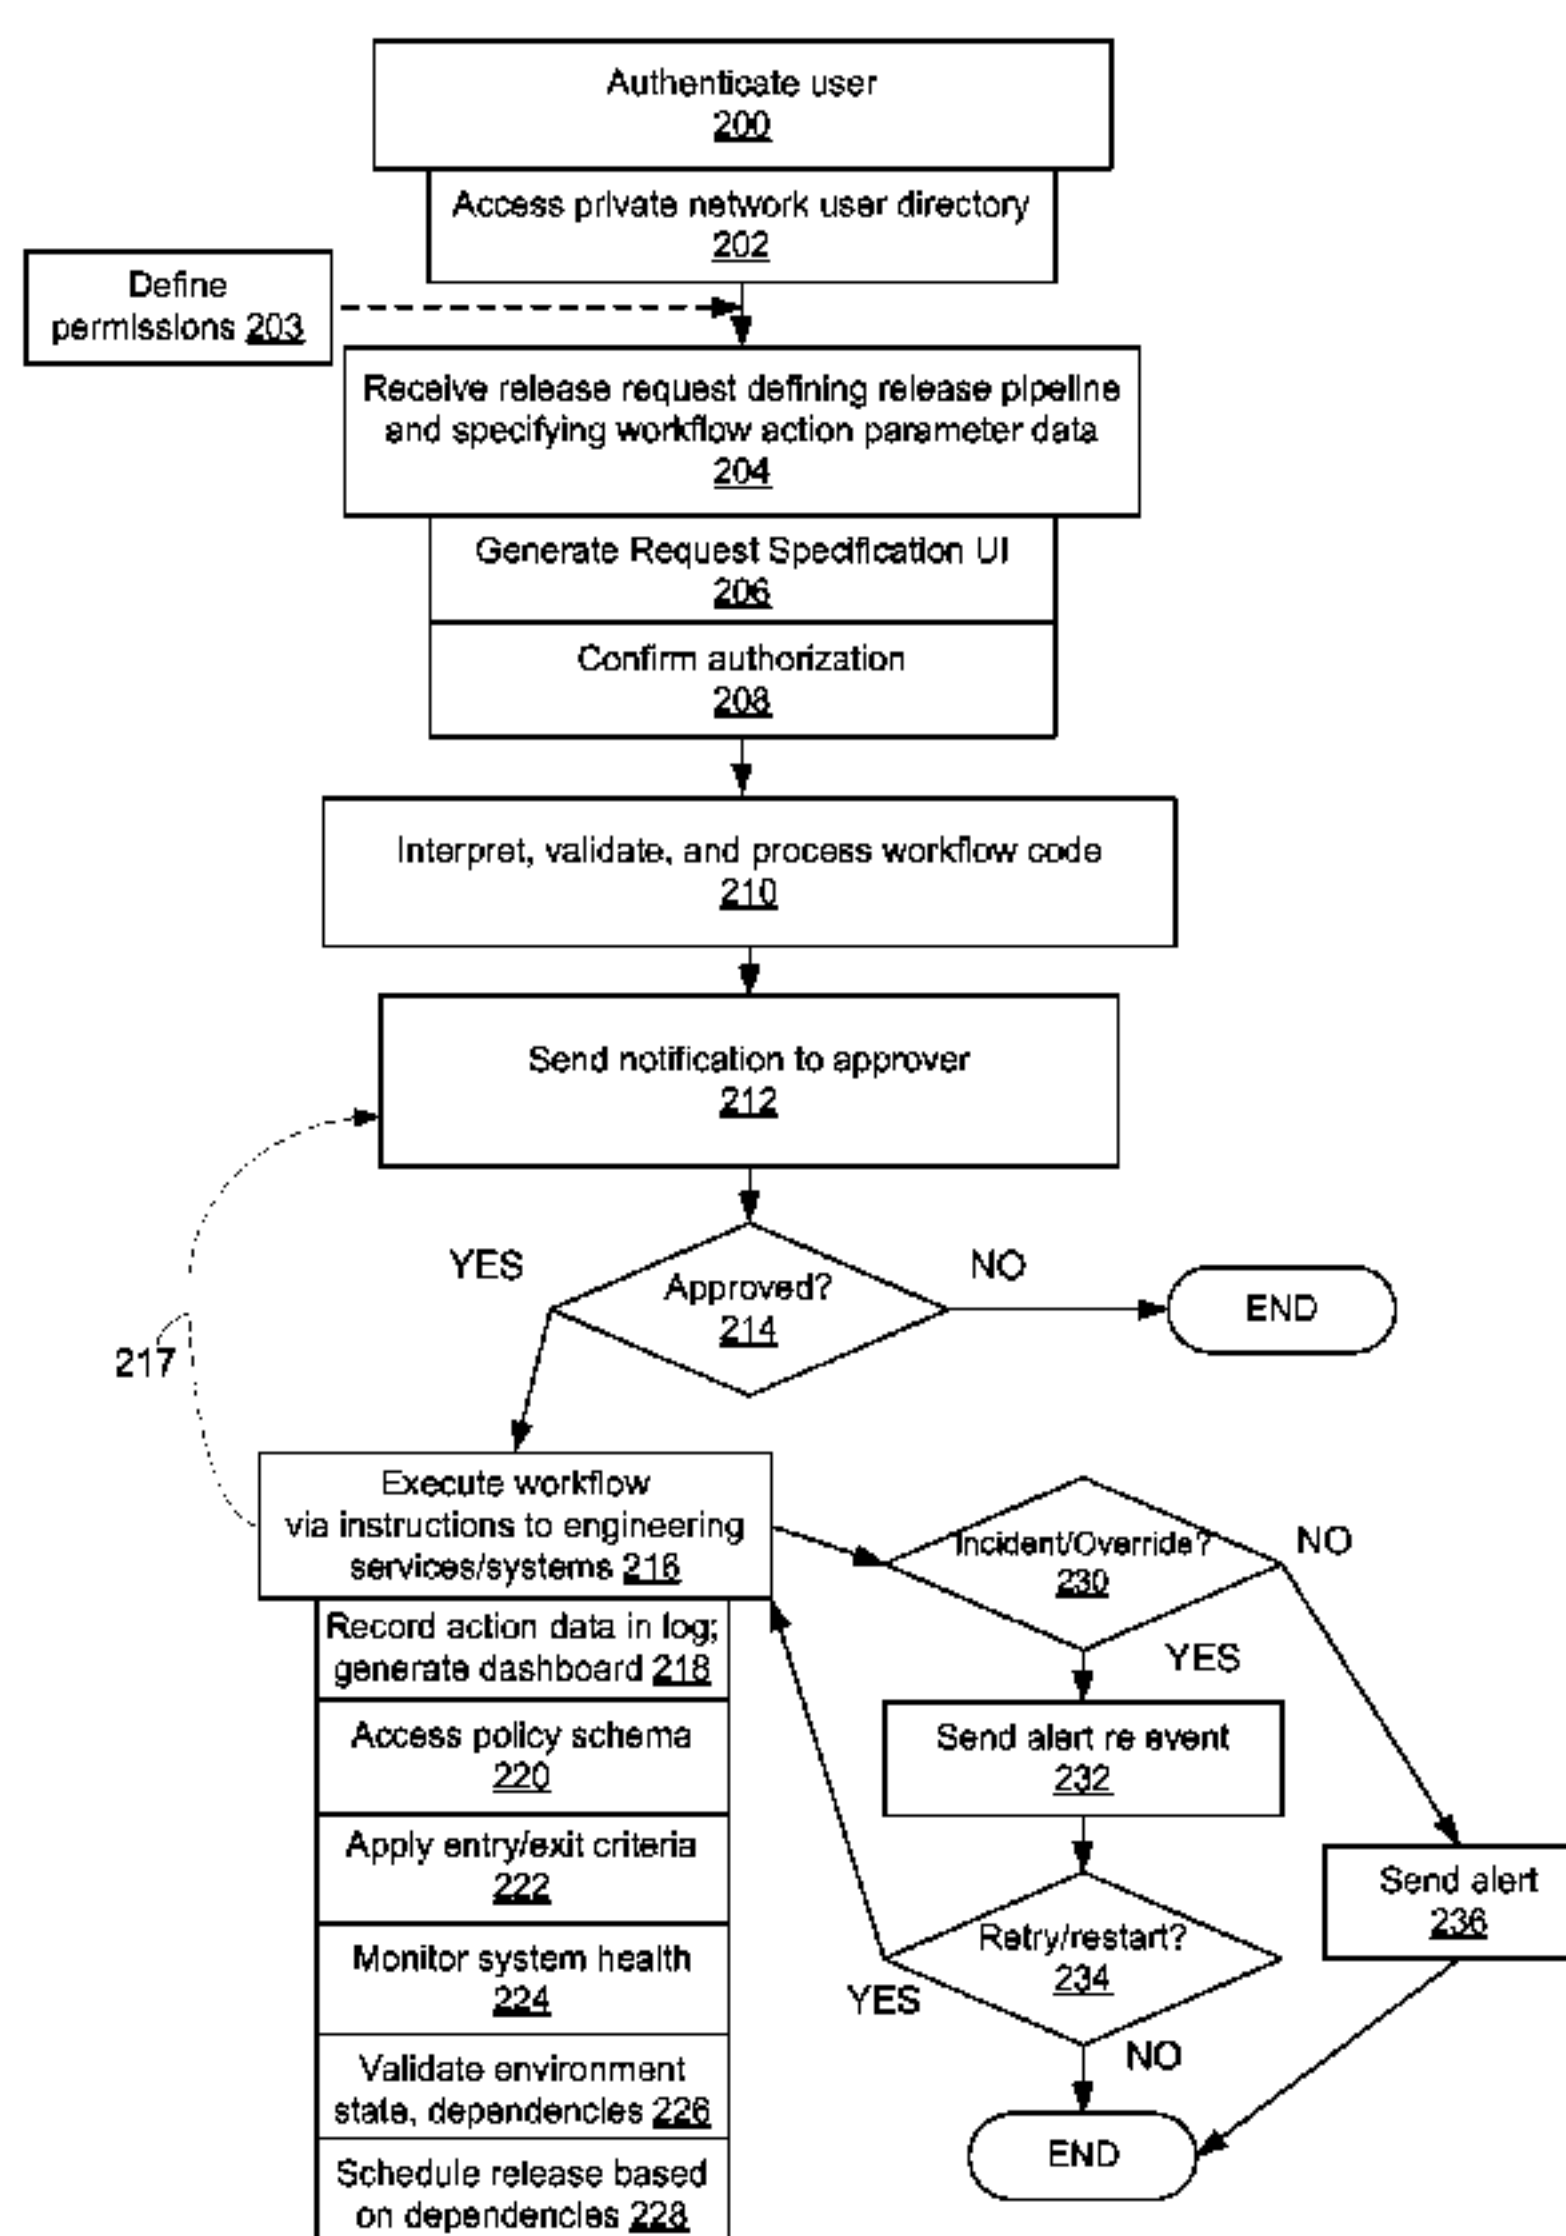 Authenticate user
200
Access private network user directory
202
Define
permissions 203
Receive release request defining release pipeline
and specifying workflow action parameter data
204
Generate Request Specification UI
206
Confirm authorization
208
Interpret, validate, and process workflow code
210
Send notification to approver
212
YES
Approved?
214
NO
END
217
Execute workflow
via instructions to engineering
services/systems 216
Incident/Override?
230
NO
YES
Record action data in log;
generate dashboard 218
Access policy schema
220
Send alert re event
232
Apply entry/exit criteria
222
Send alert
236
Monitor system health
224
Retry/restart?
234
YES
NO
Validate environment
state, dependencies 226
END
Schedule release based
on dependencies 228